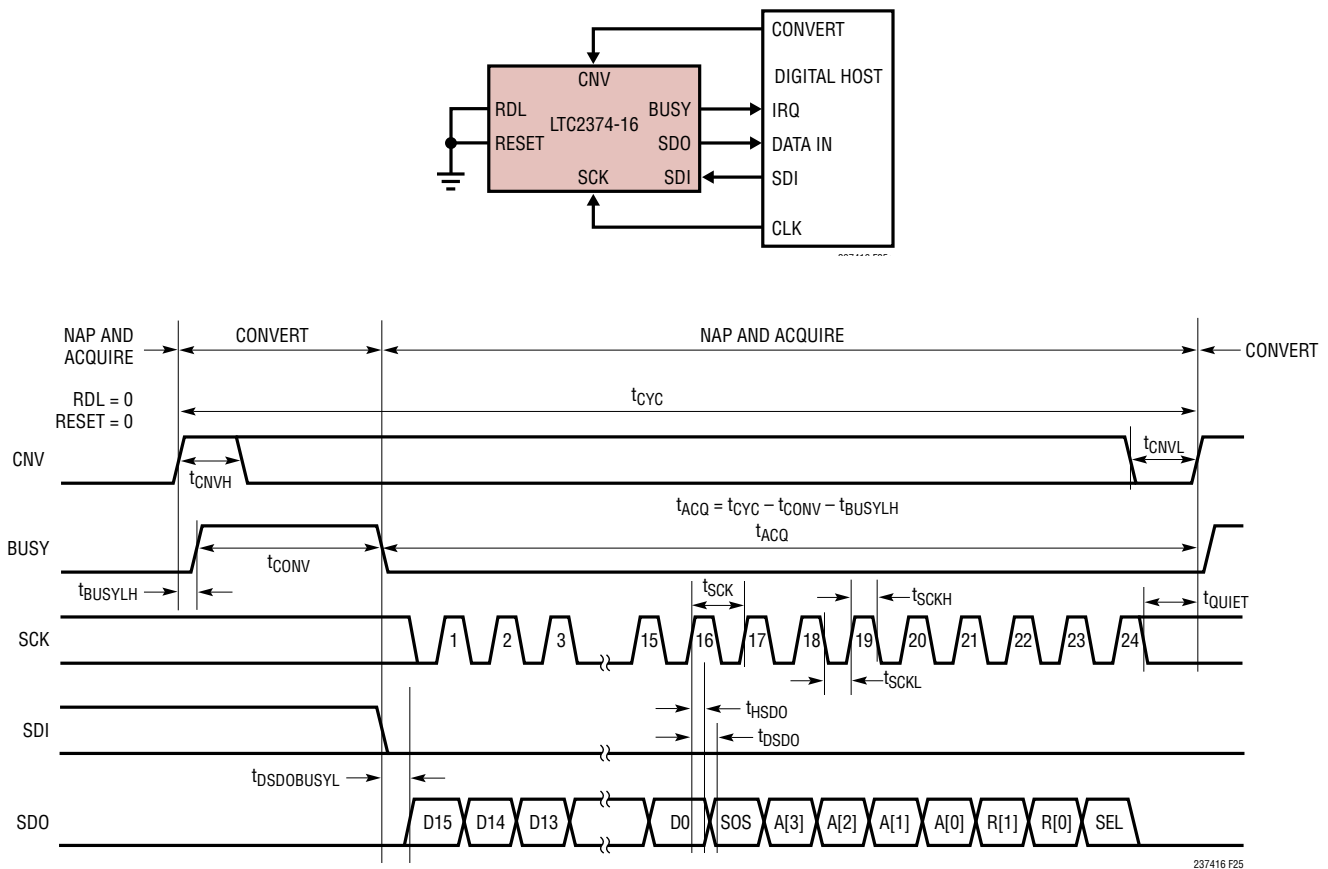 CONVERT
CNV
DIGITAL HOST
RDL
BUSY
IRQ
LTC2374-16
RESET
SDO
DATA IN
SCK
SDI
SDI
CLK
NAP AND
ACQUIRE
CONVERT
NAP AND ACQUIRE
CONVERT
RDL = 0
RESET = 0
tCYC
CNV
tCNVH
tCNVL
tACQ = tCYC – tCONV – tBUSYLH
BUSY
tCONV
tACQ
tBUSYLH
tSCK
tSCKH
tQUIET
SCK
1 2 3 15 16 17 18 19 20 21 22 23 24
tSCKL
tHSDO
SDI
tDSDO
tDSDOBUSYL
SDO
D15 D14 D13 D0 SOS A[3] A[2] A[1] A[0] R[1] R[0] SEL
237416 F25